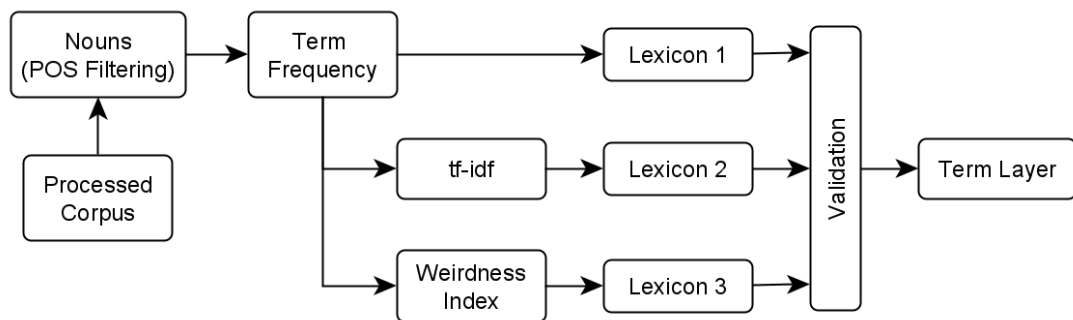 Nouns
(POS Filtering)
Term
Frequency
Lexicon 1
Processed
Corpus
tf-idf
Lexicon 2
Validation
Term Layer
Weirdness
Index
Lexicon 3